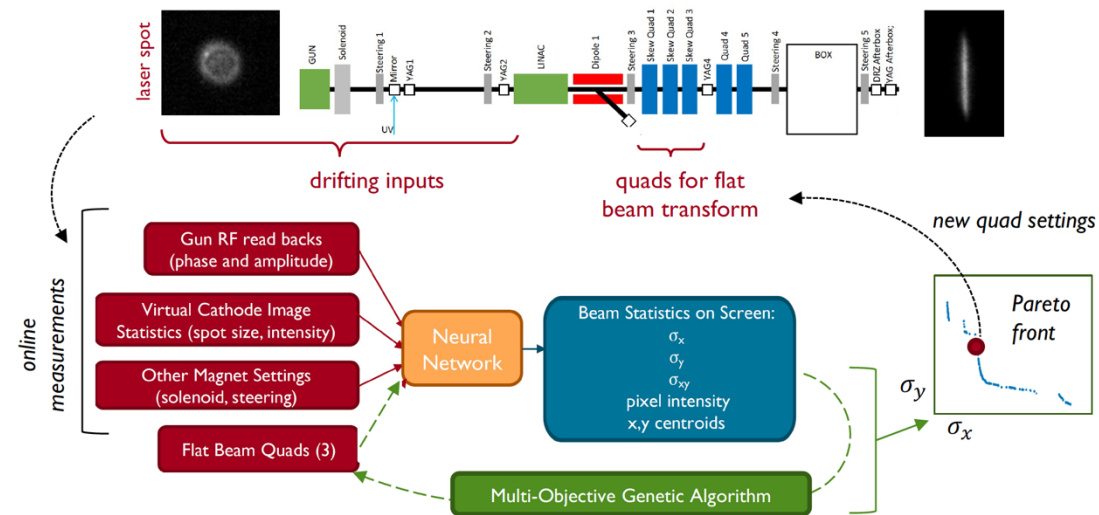 laser spot
GUN
Solenoid
Steering 1
Mirror
YAG1
UV
Steering 2
YAG2
LINAC
Dipole 1
Steering 3
Skew Quad 1
Skew Quad 2
Skew Quad 3
YAG4
Quad 4
Quad 5
Steering 4
BOX
Steering 5
DRZ Afterbox
YAG Afterbox;
drifting inputs
quads for flat
beam transform
new quad settings
online
measurements
Gun RF read backs
(phase and amplitude)
Virtual Cathode Image
Statistics (spot size, intensity)
Other Magnet Settings
(solenoid, steering)
Flat Beam Quads (3)
Neural
Network
Beam Statistics on Screen:
σx
σy
σxy
pixel intensity
x,y centroids
Multi-Objective Genetic Algorithm
Pareto
front
σy
σx